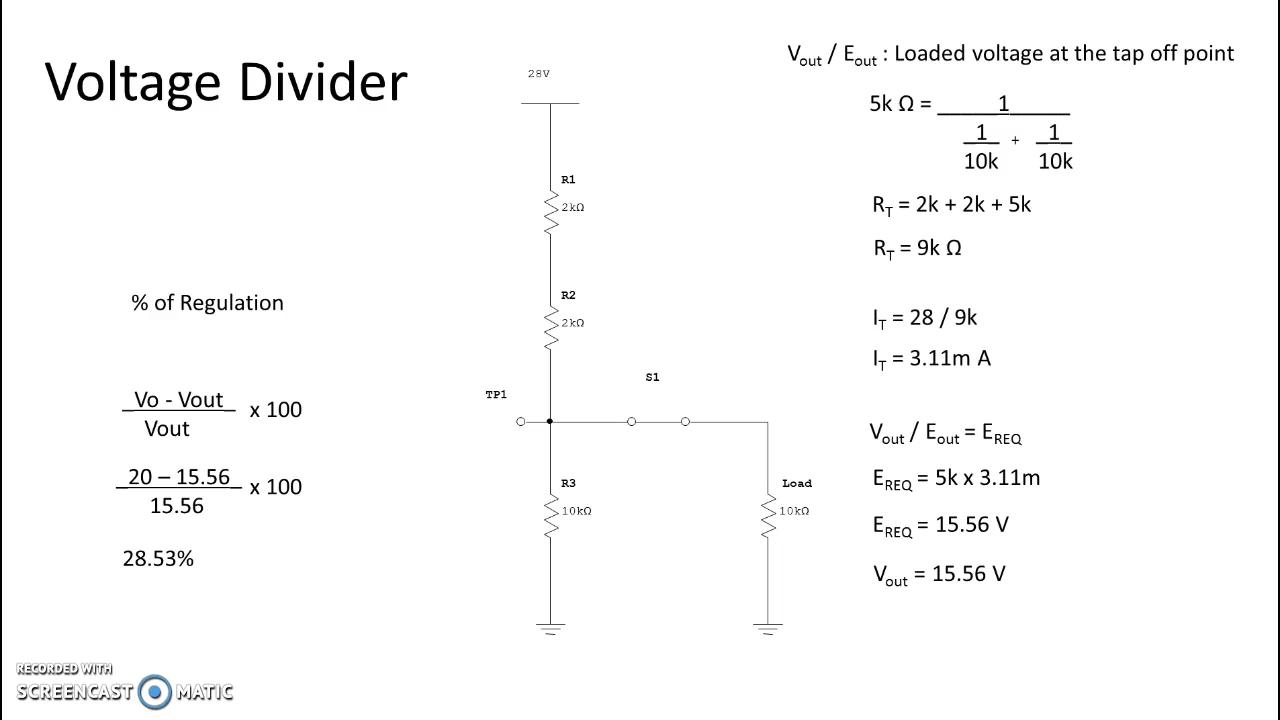 Voltage Divider
% of Regulation
Vo - Vout
Vout
x 100
20 – 15.56
15.56
x 100
28.53%
28V
R1
2kΩ
R2
2kΩ
TP1
S1
R3
10kΩ
Load
10kΩ
Vout / Eout : Loaded voltage at the tap off point
5k Ω =
1
1
10k
+
1
10k
RT = 2k + 2k + 5k
RT = 9k Ω
IT = 28 / 9k
IT = 3.11m A
Vout / Eout = EREQ
EREQ = 5k x 3.11m
EREQ = 15.56 V
Vout = 15.56 V
RECORDED WITH
SCREENCAST MATIC